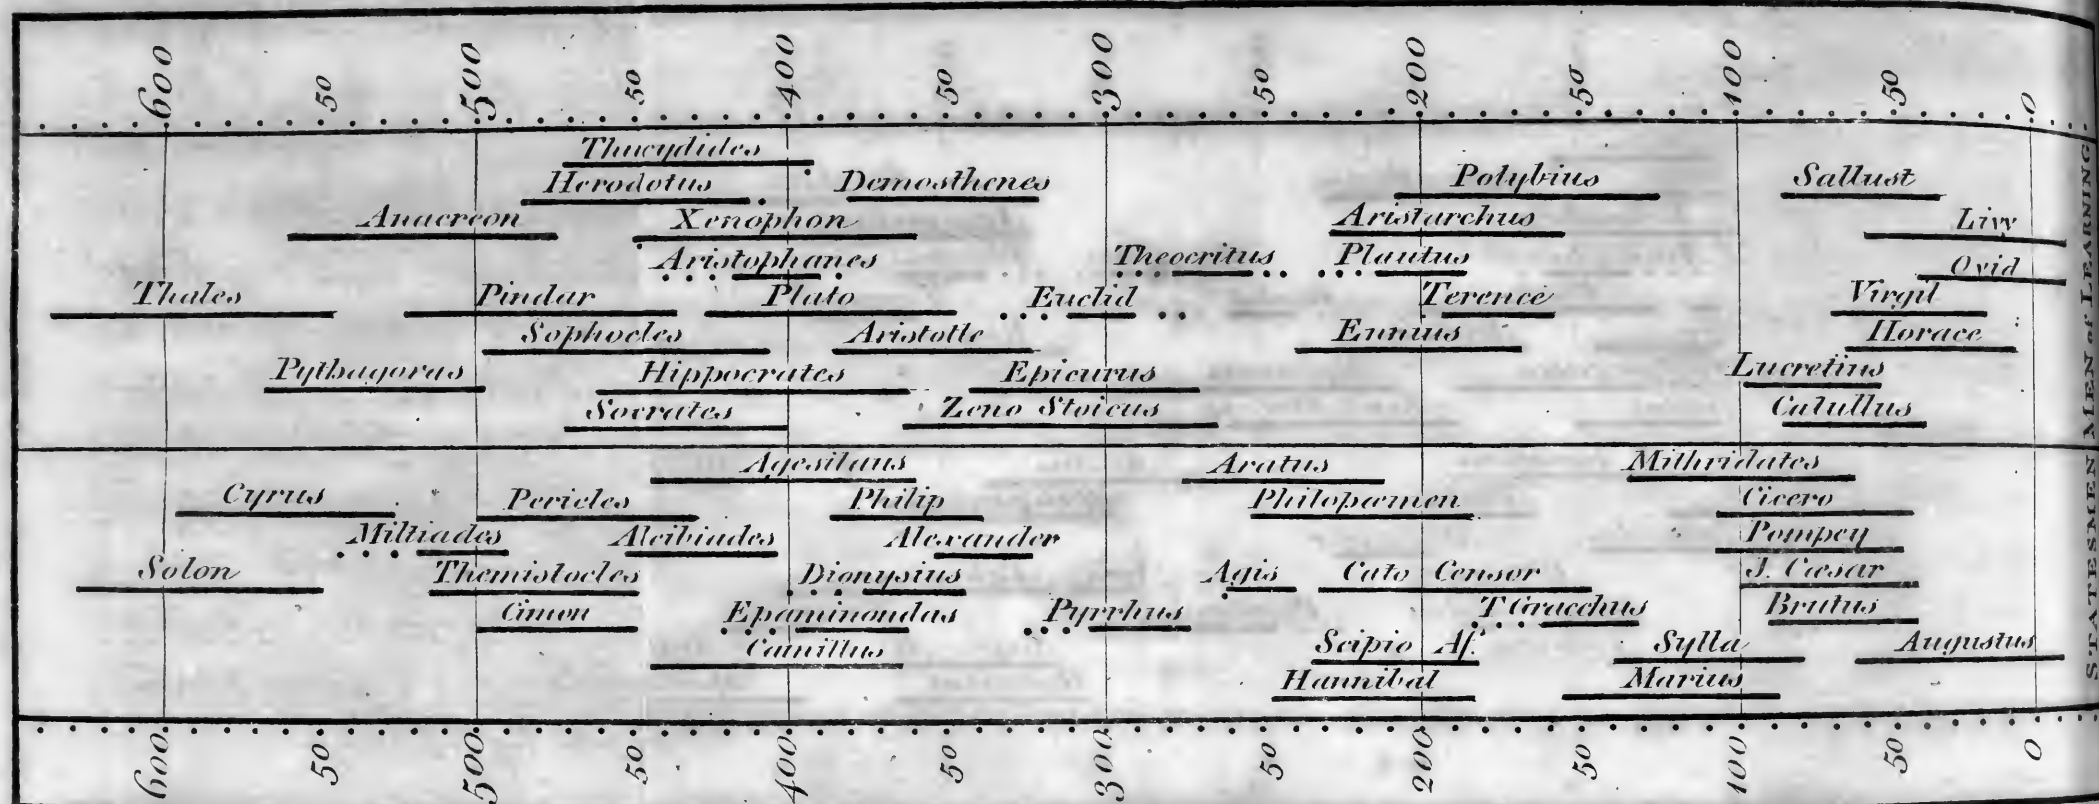 600 50 500 50 400 50 300 50 200 50 100 50 0
Thucydides
Herodotus Demosthenes Polybius Sallust
Anacreon Xenophon Aristarchus Livy
Aristophanes Theocritus Plautus Ovid
Thales Pindar Plato Euclid Terence Virgil
Sophocles Aristotle Ennius Horace
Pythagoras Hippocrates Epicurus Lucretius
Socrates Zeno Stoicus Catullus
MEN of LEARNING.
Agesilaus Aratus Mithridates
Cyrus Pericles Philip Philopæmen Cicero
Miltiades Alcibiades Alexander Pompey
Solon Themistocles Dionysius Agis Cato Censor J. Cæsar
Cimon Epaminondas Pyrrhus T Gracchus Brutus
Camillus Scipio Af. Sylla Augustus
Hannibal Marius
STATESMEN
600 50 500 50 400 50 300 50 200 50 100 50 0